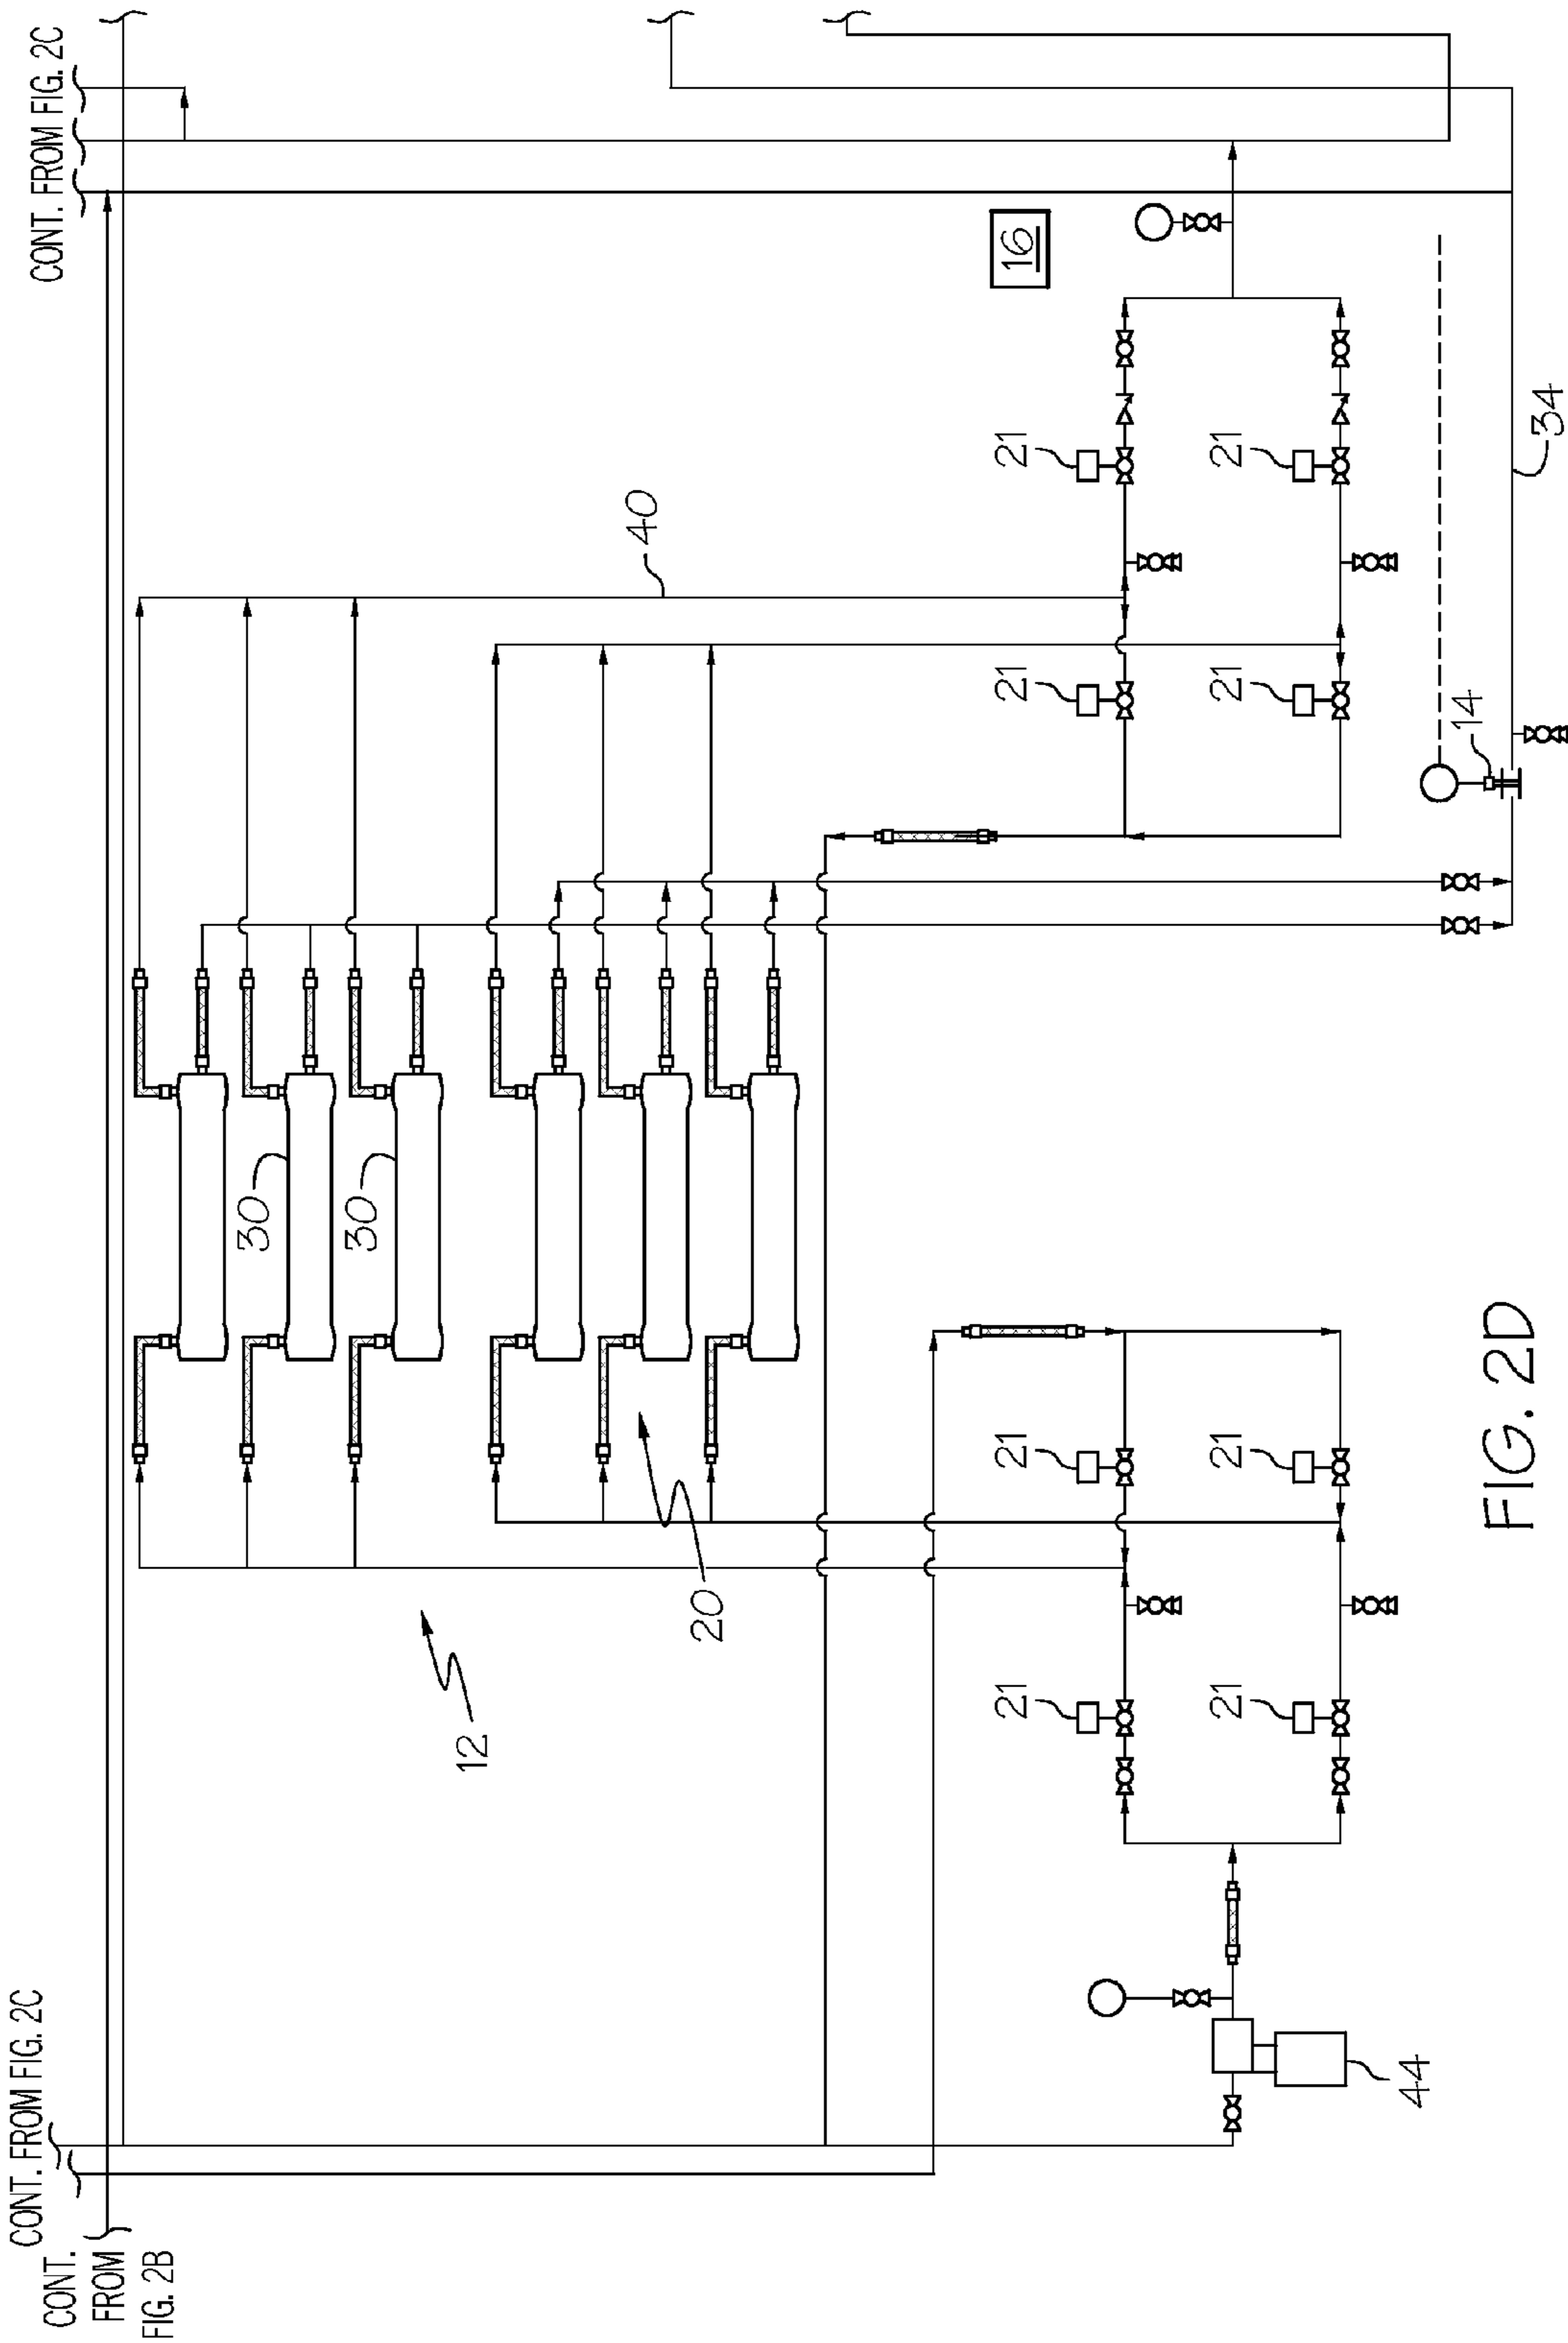 CONT. FROM FIG. 2C
CONT. FROM FIG. 2C
CONT.
FROM
FIG. 2B
30
30
12
20
40
16
21
21
21
21
21
21
21
21
14
34
44
FIG. 2D